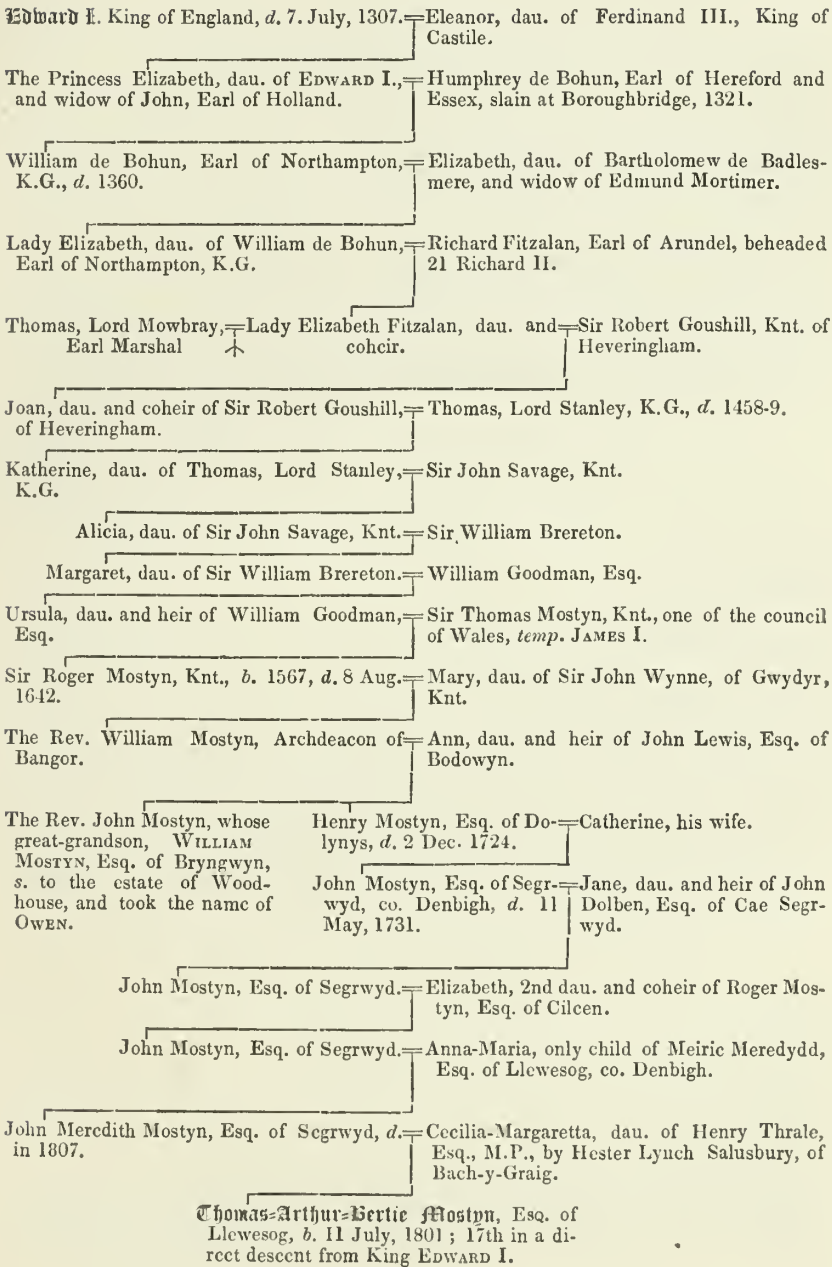 Edward I. King of England, d. 7. July, 1307.
Eleanor, dau. of Ferdinand III., King of
Castile.
The Princess Elizabeth, dau. of EDWARD I.,
and widow of John, Earl of Holland.
Humphrey de Bohun, Earl of Hereford and
Essex, slain at Boroughbridge, 1321.
William de Bohun, Earl of Northampton,
K.G., d. 1360.
Elizabeth, dau. of Bartholomew de Badles-
mere, and widow of Edmund Mortimer.
Lady Elizabeth, dau. of William de Bohun,
Earl of Northampton, K.G.
Richard Fitzalan, Earl of Arundel, beheaded
21 Richard II.
Thomas, Lord Mowbray,
Earl Marshal
Lady Elizabeth Fitzalan, dau. and
coheir.
Sir Robert Goushill, Knt. of
Heveringham.
Joan, dau. and coheir of Sir Robert Goushill,
of Heveringham.
Thomas, Lord Stanley, K.G., d. 1458-9.
Katherine, dau. of Thomas, Lord Stanley,
K.G.
Sir John Savage, Knt.
Alicia, dau. of Sir John Savage, Knt.
Sir William Brereton.
Margaret, dau. of Sir William Brereton.
William Goodman, Esq.
Ursula, dau. and heir of William Goodman,
Esq.
Sir Thomas Mostyn, Knt., one of the council
of Wales, temp. JAMES I.
Sir Roger Mostyn, Knt., b. 1567, d. 8 Aug.
1642.
Mary, dau. of Sir John Wynne, of Gwydyr,
Knt.
The Rev. William Mostyn, Archdeacon of
Bangor.
Ann, dau. and heir of John Lewis, Esq. of
Bodowyn.
The Rev. John Mostyn, whose
great-grandson, WILLIAM
MOSTYN, Esq. of Bryngwyn,
s. to the estate of Wood-
house, and took the name of
OWEN.
Henry Mostyn, Esq. of Do-
lynys, d. 2 Dec. 1724.
Catherine, his wife.
John Mostyn, Esq. of Segr-
wyd, co. Denbigh, d. 11
May, 1731.
Jane, dau. and heir of John
Dolben, Esq. of Cae Segr-
wyd.
John Mostyn, Esq. of Segrwyd.
Elizabeth, 2nd dau. and coheir of Roger Mos-
tyn, Esq. of Cilcen.
John Mostyn, Esq. of Segrwyd.
Anna-Maria, only child of Meiric Meredydd,
Esq. of Llewesog, co. Denbigh.
John Meredith Mostyn, Esq. of Segrwyd, d.
in 1807.
Cecilia-Margaretta, dau. of Henry Thrale,
Esq., M.P., by Hester Lynch Salusbury, of
Bach-y-Graig.
Thomas-Arthur-Bertie Mostyn, ESQ. of
Llewesog, b. 11 July, 1801; 17th in a di-
rect descent from King EDWARD I.